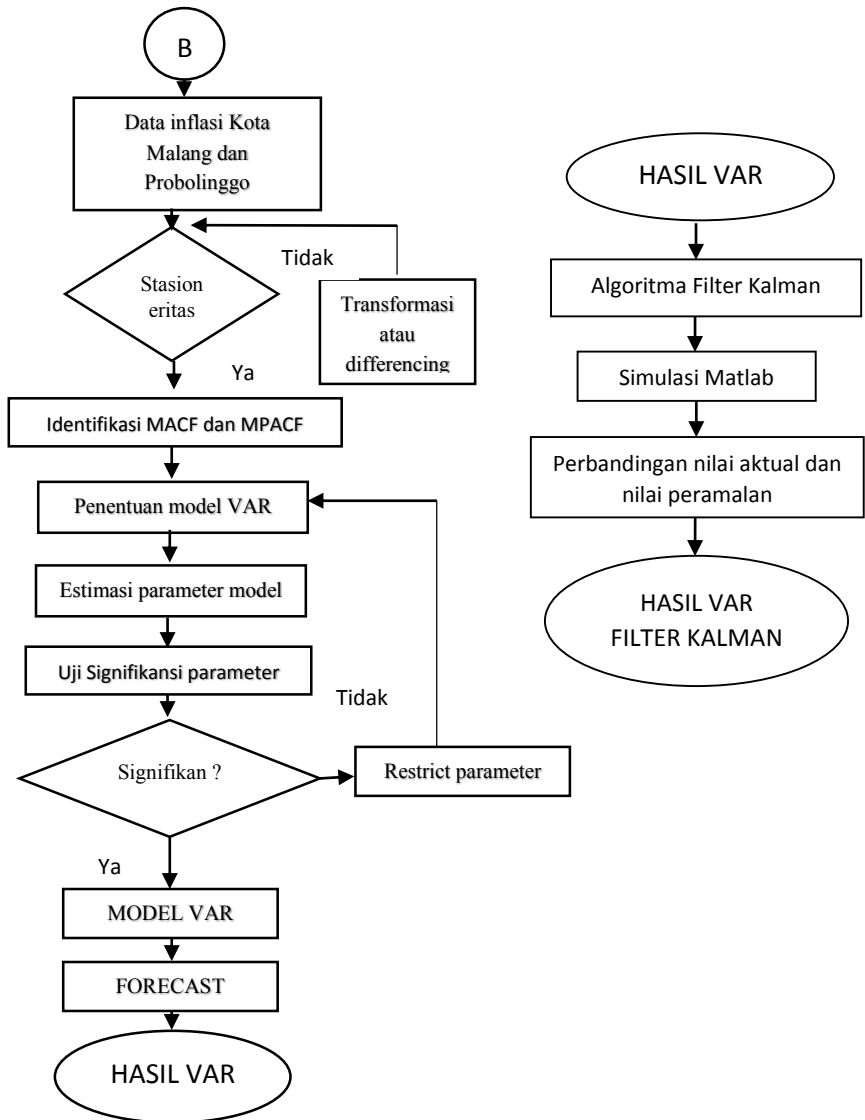 B
Data inflasi Kota
Malang dan
Probolinggo
Tidak
Stasion
eritas
Transformasi
atau
differencing
Ya
Identifikasi MACF dan MPACF
Penentuan model VAR
Estimasi parameter model
Uji Signifikansi parameter
Tidak
Signifikan ?
Restrict parameter
Ya
MODEL VAR
FORECAST
HASIL VAR
HASIL VAR
Algoritma Filter Kalman
Simulasi Matlab
Perbandingan nilai aktual dan
nilai peramalan
HASIL VAR
FILTER KALMAN